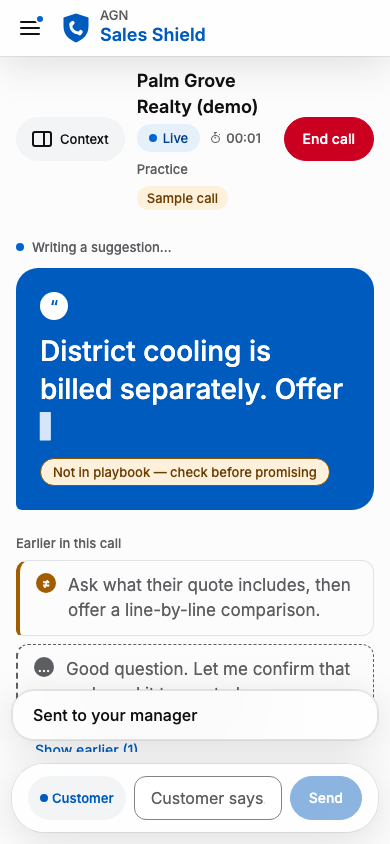 AGN
Sales Shield
Context
Palm Grove
Realty (demo)
Live
00:01
Practice
Sample call
End call
Writing a suggestion...
District cooling is
billed separately. Offer
Not in playbook — check before promising
Earlier in this call
≠
Ask what their quote includes, then
offer a line-by-line comparison.
...
Good question. Let me confirm that
Sent to your manager
Show earlier (1)
Customer
Customer says
Send